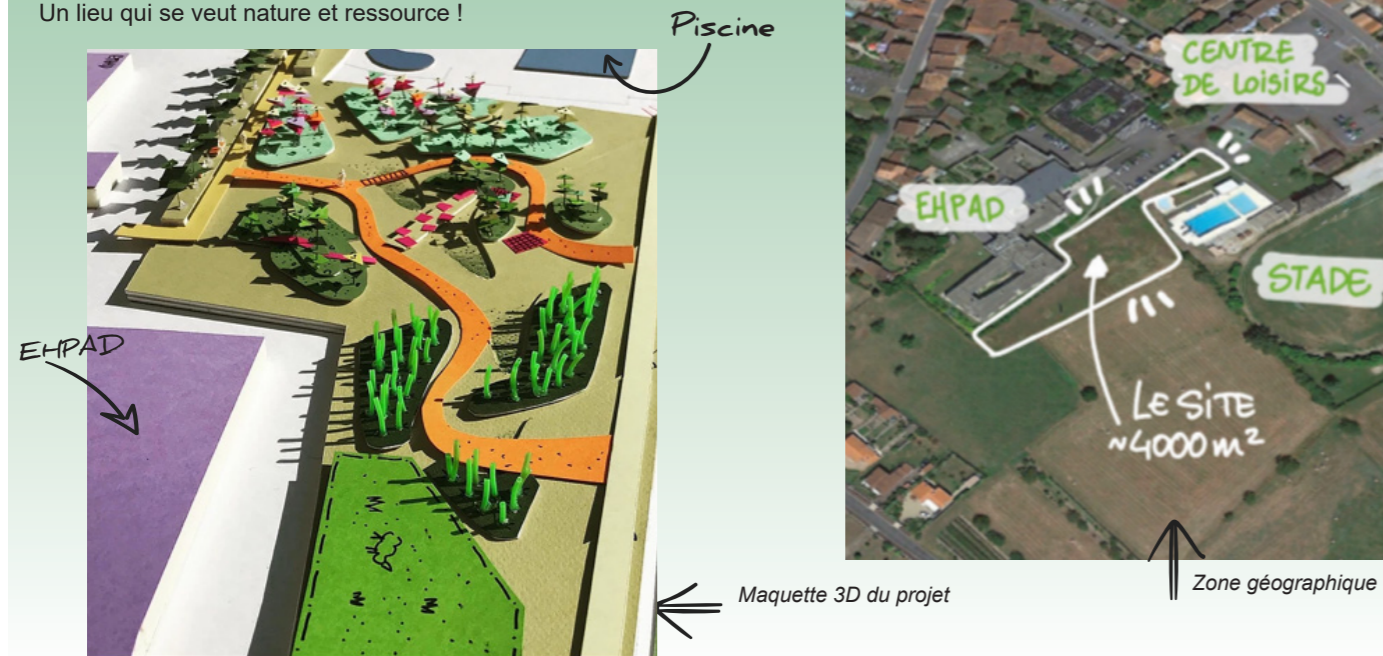 Un lieu qui se veut nature et ressource !
Piscine
EHPAD
Maquette 3D du projet
CENTRE
DE LOISIRS
EHPAD
STADE
LE SITE
~4000 m²
Zone géographique